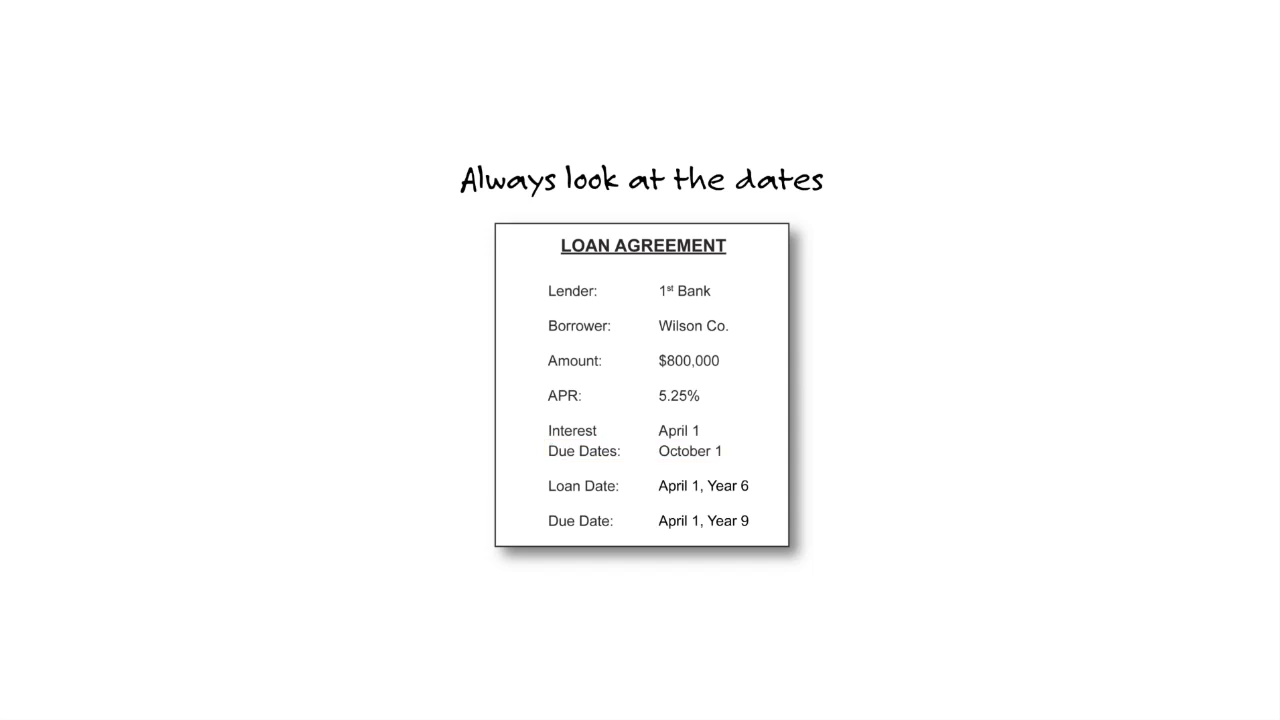 Always look at the dates
LOAN AGREEMENT
Lender: 1st Bank
Borrower: Wilson Co.
Amount: $800,000
APR: 5.25%
Interest April 1
Due Dates: October 1
Loan Date: April 1, Year 6
Due Date: April 1, Year 9